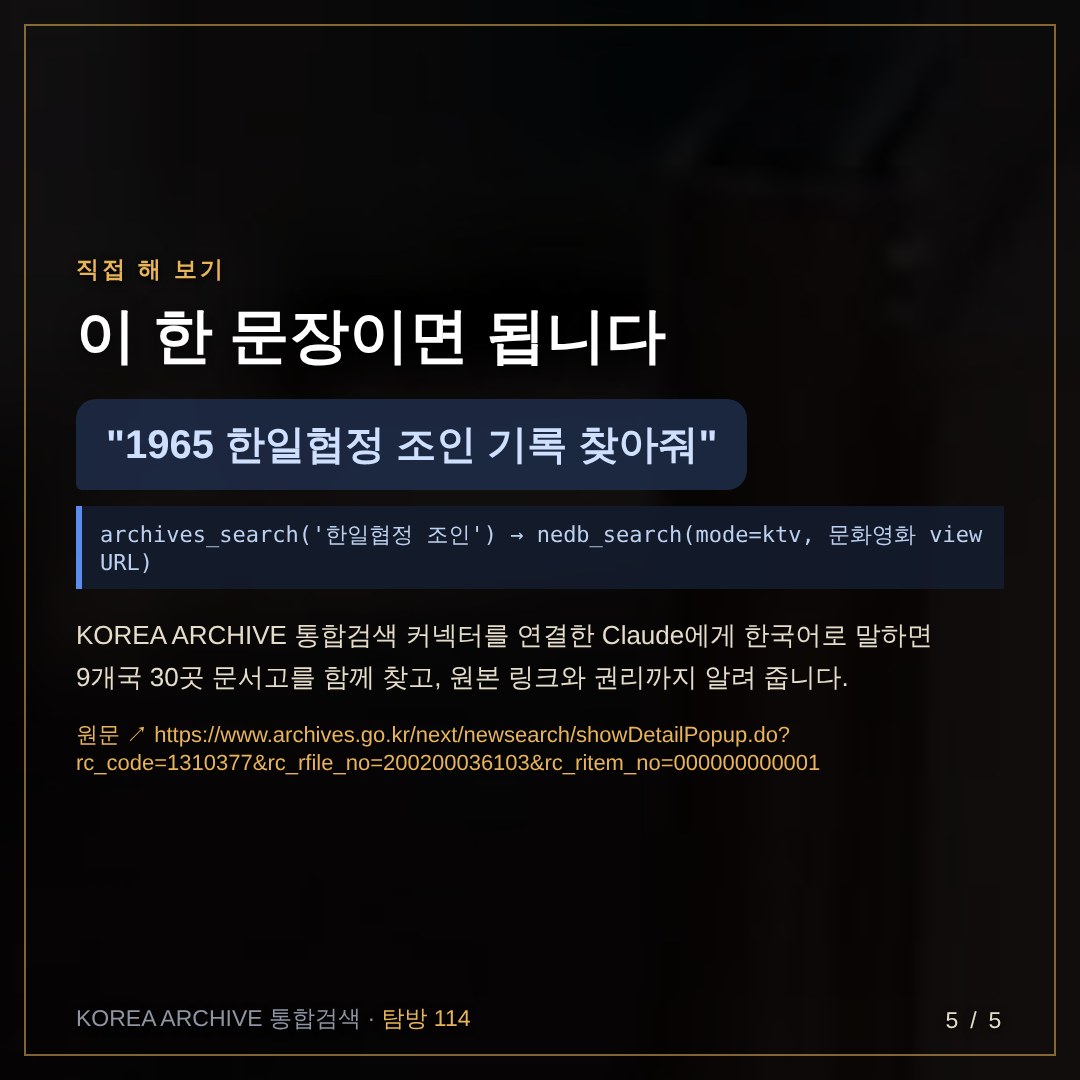 직접 해 보기
이 한 문장이면 됩니다
"1965 한일협정 조인 기록 찾아줘"
archives_search('한일협정 조인') → nedb_search(mode=ktv, 문화영화 view
URL)
KOREA ARCHIVE 통합검색 커넥터를 연결한 Claude에게 한국어로 말하면
9개국 30곳 문서고를 함께 찾고, 원본 링크와 권리까지 알려 줍니다.
원문 ↗ https://www.archives.go.kr/next/newsearch/showDetailPopup.do?
rc_code=1310377&rc_rfile_no=200200036103&rc_ritem_no=000000000001
KOREA ARCHIVE 통합검색 · 탐방 114
5 / 5